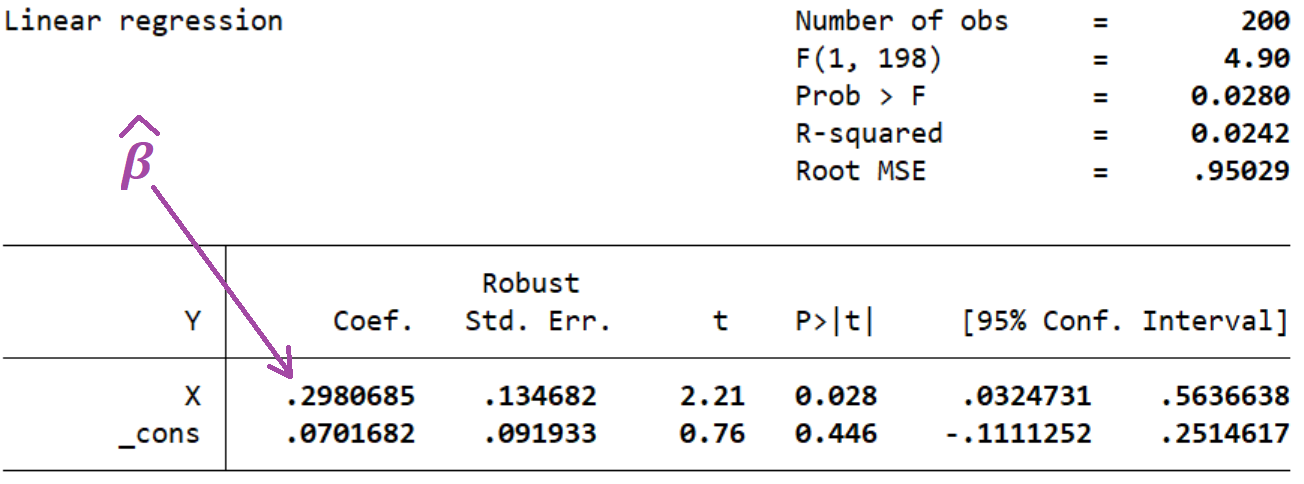 Linear regression
Number of obs = 200
F(1, 198) = 4.90
Prob > F = 0.0280
R-squared = 0.0242
Root MSE = .95029
β̂
Robust
Y Coef. Std. Err. t P>|t| [95% Conf. Interval]
X .2980685 .134682 2.21 0.028 .0324731 .5636638
_cons .0701682 .091933 0.76 0.446 -.1111252 .2514617